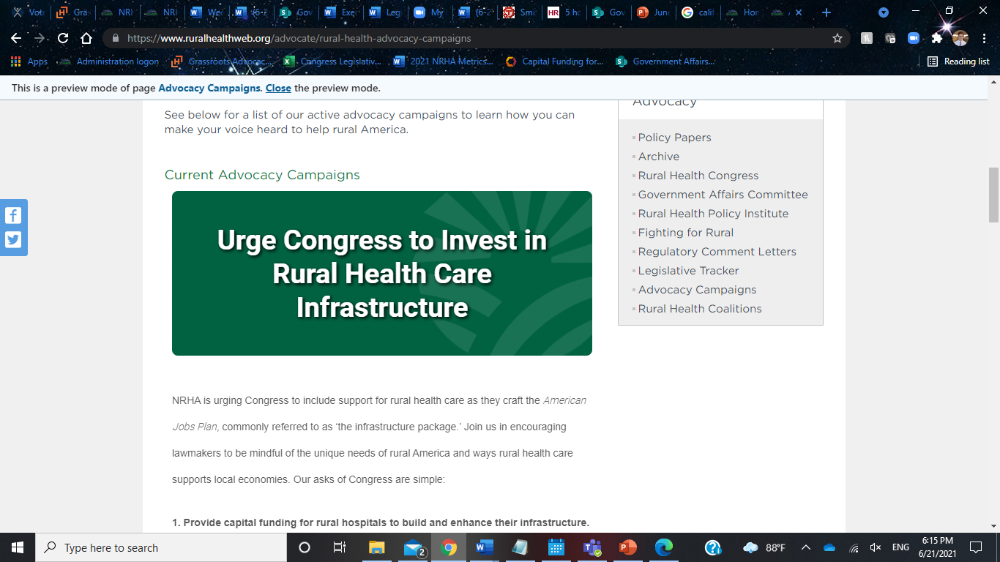 Vot
Gra
NRH
NRH
Wee
(6-2
Gov
Exe
Leg
My
(6-2
Smi
HR
5 ho
Gov
June
calif
Hor
https://www.ruralhealthweb.org/advocate/rural-health-advocacy-campaigns
Apps
Administration logon
Grassroots Advocac...
Congress Legislativ...
2021 NRHA Metrics...
Capital Funding for...
Government Affairs...
Reading list
This is a preview mode of page Advocacy Campaigns. Close the preview mode.
See below for a list of our active advocacy campaigns to learn how you can
make your voice heard to help rural America.
Current Advocacy Campaigns
Urge Congress to Invest in
Rural Health Care
Infrastructure
NRHA is urging Congress to include support for rural health care as they craft the American
Jobs Plan, commonly referred to as ‘the infrastructure package.’ Join us in encouraging
lawmakers to be mindful of the unique needs of rural America and ways rural health care
supports local economies. Our asks of Congress are simple:
1. Provide capital funding for rural hospitals to build and enhance their infrastructure.
Advocacy
Policy Papers
Archive
Rural Health Congress
Government Affairs Committee
Rural Health Policy Institute
Fighting for Rural
Regulatory Comment Letters
Legislative Tracker
Advocacy Campaigns
Rural Health Coalitions
Type here to search
2
88°F
ENG
6:15 PM
6/21/2021